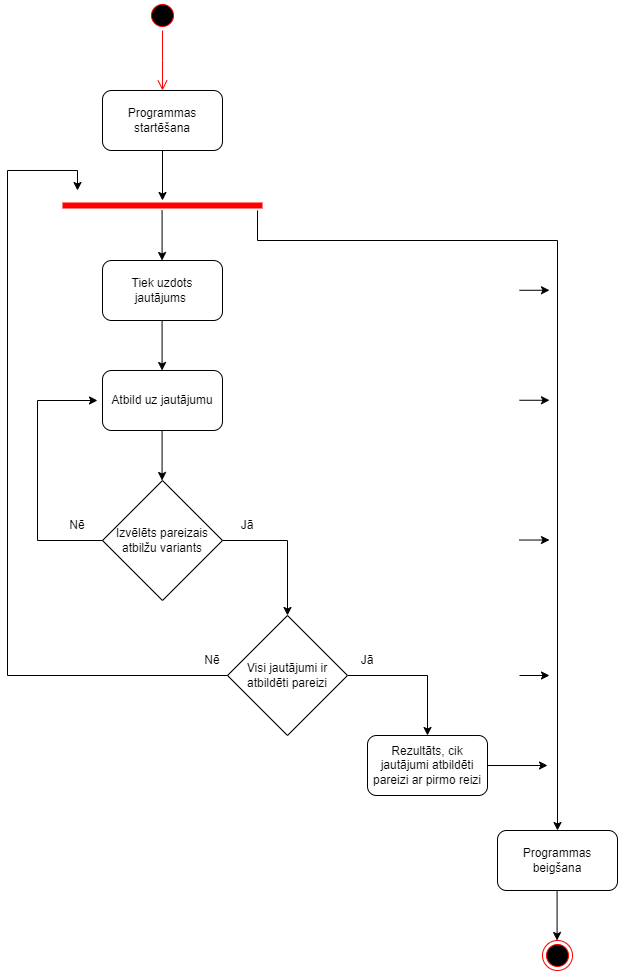 Programmas
startēšana
Tiek uzdots
jautājums
Atbild uz jautājumu
Nē
Izvēlēts pareizais
atbilžu variants
Jā
Nē
Visi jautājumi ir
atbildēti pareizi
Jā
Rezultāts, cik
jautājumi atbildēti
pareizi ar pirmo reizi
Programmas
beigšana